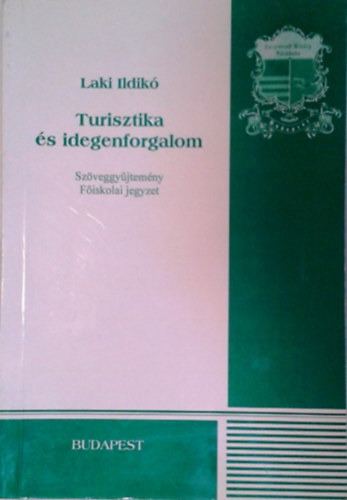 Laki Ildikó
Turisztika
és idegenforgalom
Szöveggyűjtemény
Főiskolai jegyzet
BUDAPEST